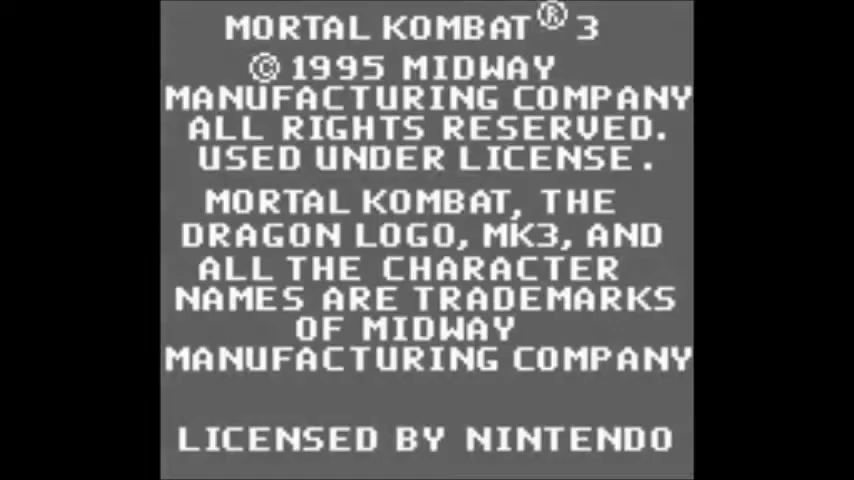 MORTAL KOMBAT® 3
© 1995 MIDWAY
MANUFACTURING COMPANY
ALL RIGHTS RESERVED.
USED UNDER LICENSE.
MORTAL KOMBAT, THE
DRAGON LOGO, MK3, AND
ALL THE CHARACTER
NAMES ARE TRADEMARKS
OF MIDWAY
MANUFACTURING COMPANY
LICENSED BY NINTENDO